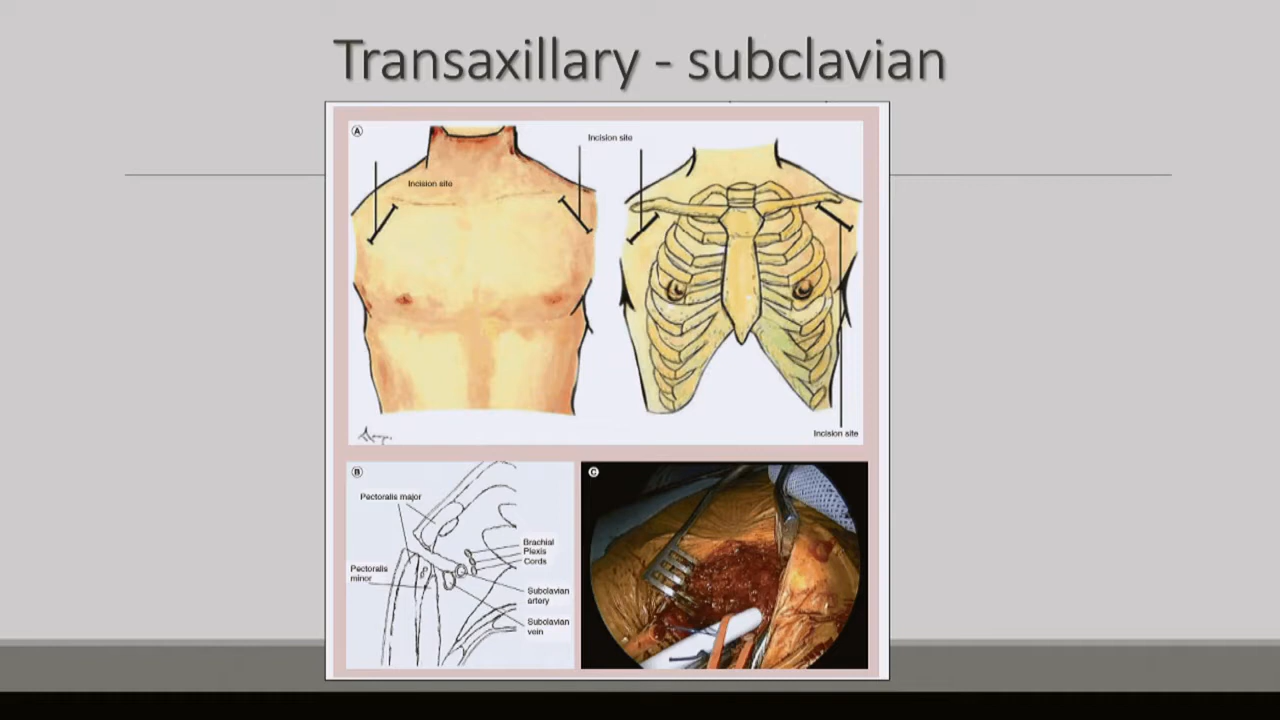 Transaxillary - subclavian
A
Incision site
Incision site
Incision site
B
Pectoralis major
Brachial
Plexis
Cords
Pectoralis
minor
Subclavian
artery
Subclavian
vein
C